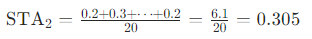 STA₂ = (0.2+0.3+⋯+0.2)/20 = 6.1/20 = 0.305